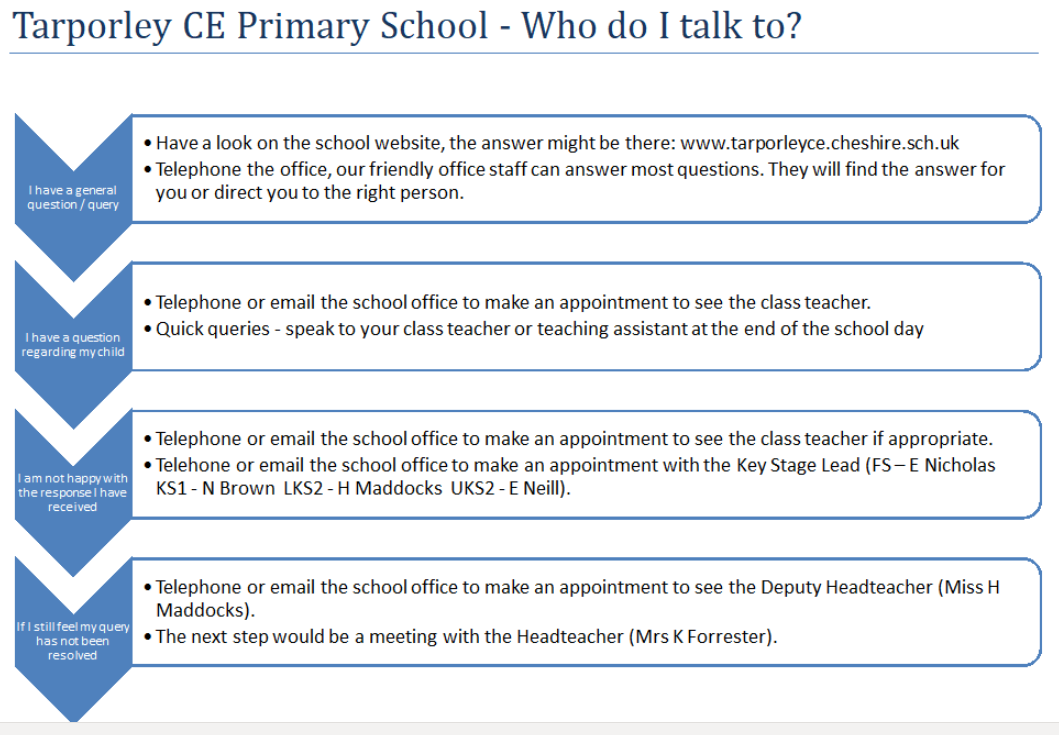 Tarporley CE Primary School - Who do I talk to?
I have a general
question / query
• Have a look on the school website, the answer might be there: www.tarporleyce.cheshire.sch.uk
• Telephone the office, our friendly office staff can answer most questions. They will find the answer for
you or direct you to the right person.
I have a question
regarding my child
• Telephone or email the school office to make an appointment to see the class teacher.
• Quick queries - speak to your class teacher or teaching assistant at the end of the school day
I am not happy with
the response I have
received
• Telephone or email the school office to make an appointment to see the class teacher if appropriate.
• Telehone or email the school office to make an appointment with the Key Stage Lead (FS – E Nicholas
KS1 - N Brown LKS2 - H Maddocks UKS2 - E Neill).
If I still feel my query
has not been
resolved
• Telephone or email the school office to make an appointment to see the Deputy Headteacher (Miss H
Maddocks).
• The next step would be a meeting with the Headteacher (Mrs K Forrester).